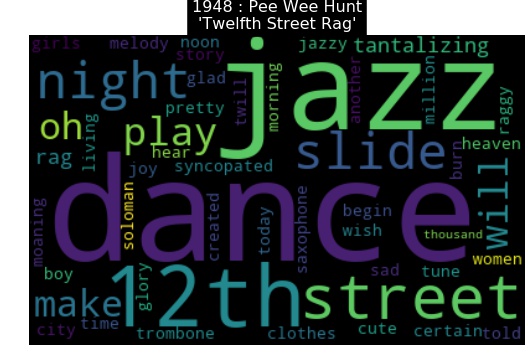 1948 : Pee Wee Hunt
'Twelfth Street Rag'
girls
melody
noon
jazzy
tantalizing
story
night
glad
jazz
twill
morning
another
million
raggy
pretty
oh
play
living
hear
slide
burn
heaven
rag
joy
syncopated
will
dance
moaning
soloman
created
today
saxophone
begin
wish
thousand
women
boy
glory
12th
sad
tune
street
make
city
time
trombone
clothes
cute
certain
told